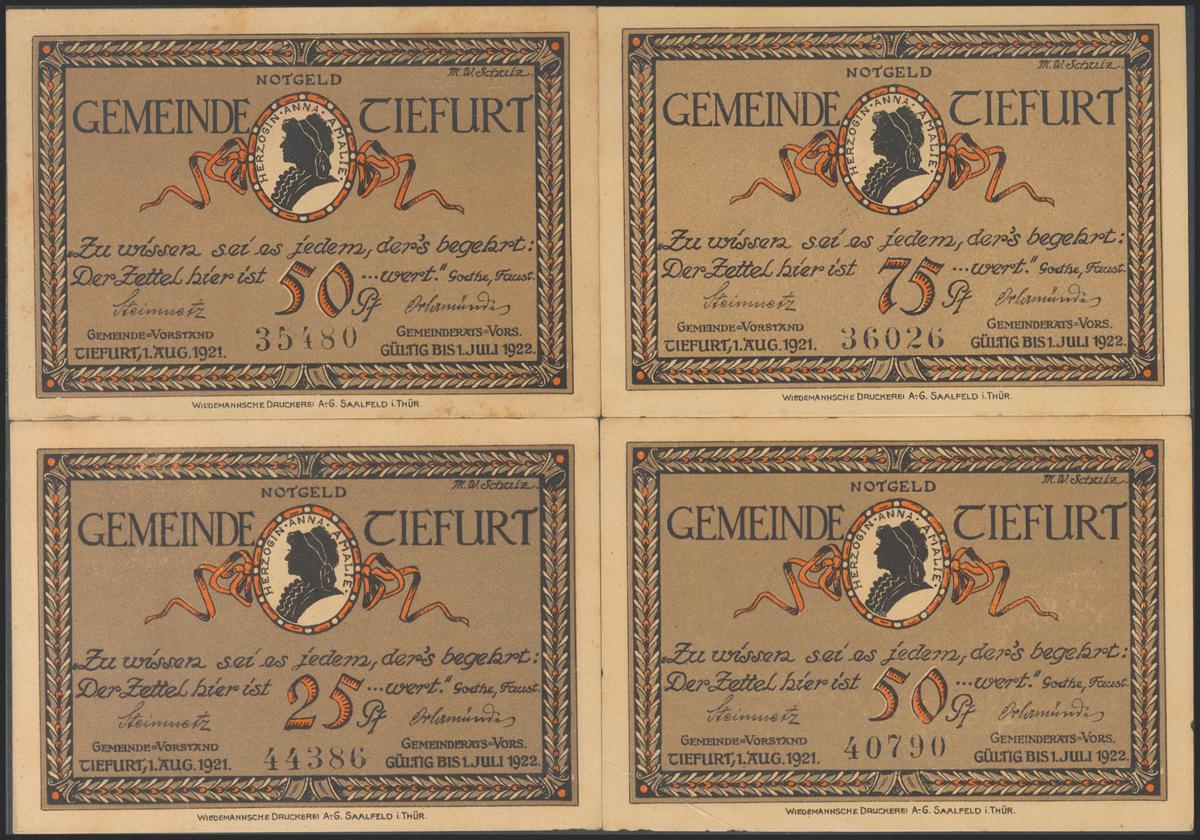 NOTGELD
M.W. Schulz.
GEMEINDE TIEFURT
HERZOGIN · ANNA · AMALIE ·
„Zu wissen sei es jedem, der's begehrt:
Der Zettel hier ist 50 ...wert." Goethe, Faust.
Steinmetz Pf Orlamünde
GEMEINDE=VORSTAND 35480 GEMEINDERATS=VORS.
TIEFURT, 1. AUG. 1921. GÜLTIG BIS 1. JULI 1922.
WIEDEMANNSCHE DRUCKEREI A.-G. SAALFELD i. THÜR.
NOTGELD
M.W. Schulz.
GEMEINDE TIEFURT
HERZOGIN · ANNA · AMALIE ·
„Zu wissen sei es jedem, der's begehrt:
Der Zettel hier ist 75 ...wert." Goethe, Faust.
Steinmetz Pf Orlamünde
GEMEINDE=VORSTAND 36026 GEMEINDERATS=VORS.
TIEFURT, 1. AUG. 1921. GÜLTIG BIS 1. JULI 1922.
WIEDEMANNSCHE DRUCKEREI A.-G. SAALFELD i. THÜR.
NOTGELD
M.W. Schulz.
GEMEINDE TIEFURT
HERZOGIN · ANNA · AMALIE ·
„Zu wissen sei es jedem, der's begehrt:
Der Zettel hier ist 25 ...wert." Goethe, Faust.
Steinmetz Pf Orlamünde
GEMEINDE=VORSTAND 44386 GEMEINDERATS=VORS.
TIEFURT, 1. AUG. 1921. GÜLTIG BIS 1. JULI 1922.
WIEDEMANNSCHE DRUCKEREI A.-G. SAALFELD i. THÜR.
NOTGELD
M.W. Schulz.
GEMEINDE TIEFURT
HERZOGIN · ANNA · AMALIE ·
„Zu wissen sei es jedem, der's begehrt:
Der Zettel hier ist 50 ...wert." Goethe, Faust.
Steinmetz Pf Orlamünde
GEMEINDE=VORSTAND 40790 GEMEINDERATS=VORS.
TIEFURT, 1. AUG. 1921. GÜLTIG BIS 1. JULI 1922.
WIEDEMANNSCHE DRUCKEREI A.-G. SAALFELD i. THÜR.